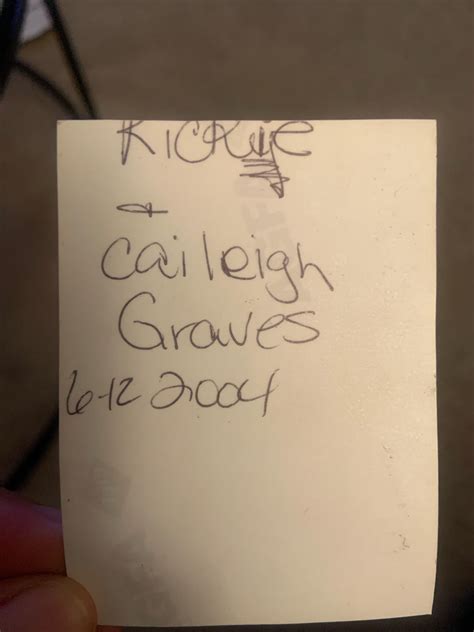 Rickie
+
Caileigh
Graves
6-12 2004